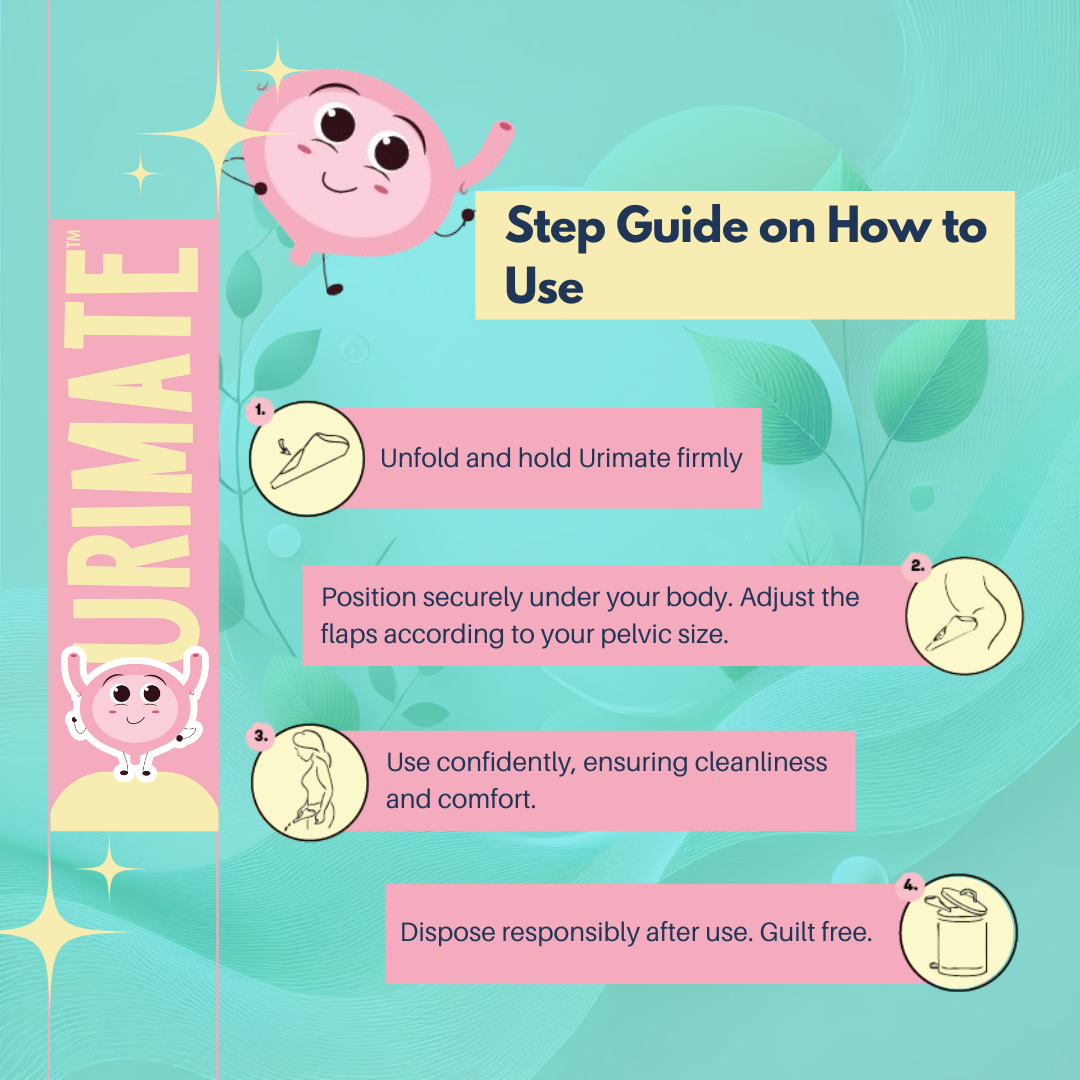 URIMATE™
Step Guide on How to
Use
1.
Unfold and hold Urimate firmly
2.
Position securely under your body. Adjust the
flaps according to your pelvic size.
3.
Use confidently, ensuring cleanliness
and comfort.
4.
Dispose responsibly after use. Guilt free.